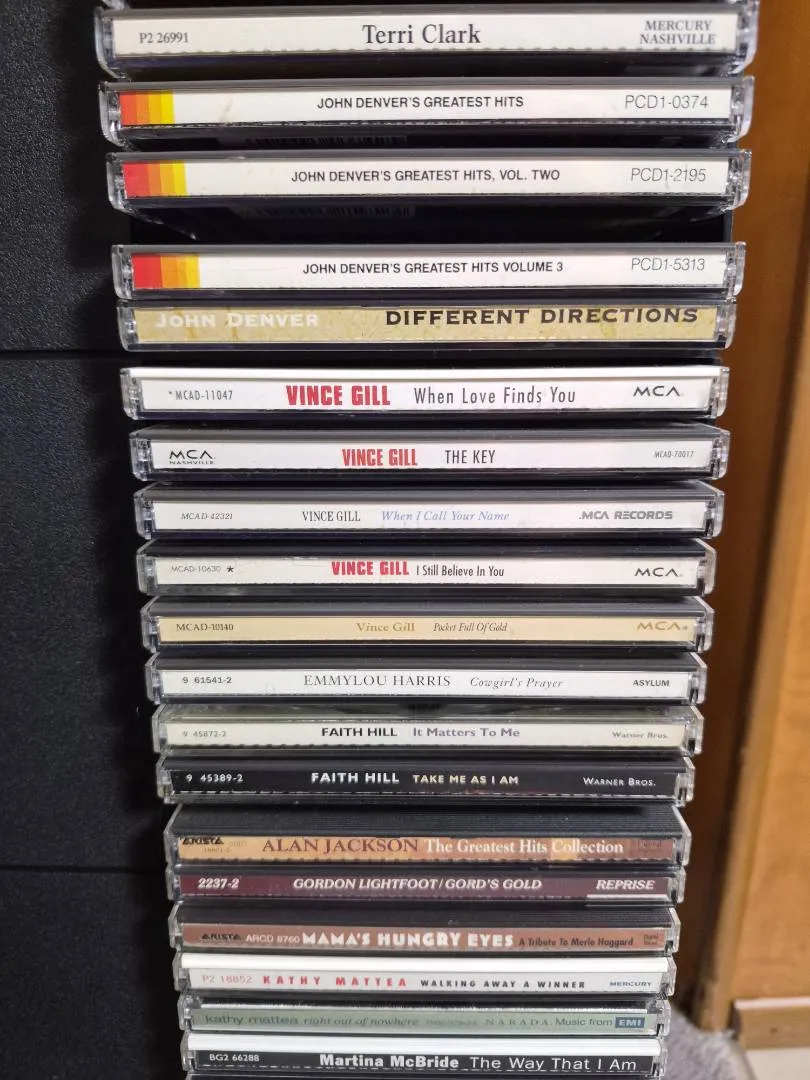 P2 26991 Terri Clark MERCURY NASHVILLE
JOHN DENVER'S GREATEST HITS PCD1-0374
JOHN DENVER'S GREATEST HITS, VOL. TWO PCD1-2195
JOHN DENVER'S GREATEST HITS VOLUME 3 PCD1-5313
JOHN DENVER DIFFERENT DIRECTIONS
*MCAD-11047 VINCE GILL When Love Finds You MCA
MCA NASHVILLE VINCE GILL THE KEY MCAD-70017
MCAD-42321 VINCE GILL When I Call Your Name MCA RECORDS
MCAD-10630 ★ VINCE GILL I Still Believe In You MCA
MCAD-10140 Vince Gill Pocket Full Of Gold MCA
9 61541-2 EMMYLOU HARRIS Cowgirl's Prayer ASYLUM
9 45872-2 FAITH HILL It Matters To Me Warner Bros.
9 45389-2 FAITH HILL TAKE ME AS I AM WARNER BROS.
ARISTA ALAN JACKSON The Greatest Hits Collection
2237-2 GORDON LIGHTFOOT/GORD'S GOLD REPRISE
ARISTA ARCD 8760 MAMA'S HUNGRY EYES A Tribute To Merle Haggard
P2 18852 KATHY MATTEA WALKING AWAY A WINNER MERCURY
kathy mattea right out of nowhere NARADA. Music from EMI
BG2 66288 Martina McBride The Way That I Am